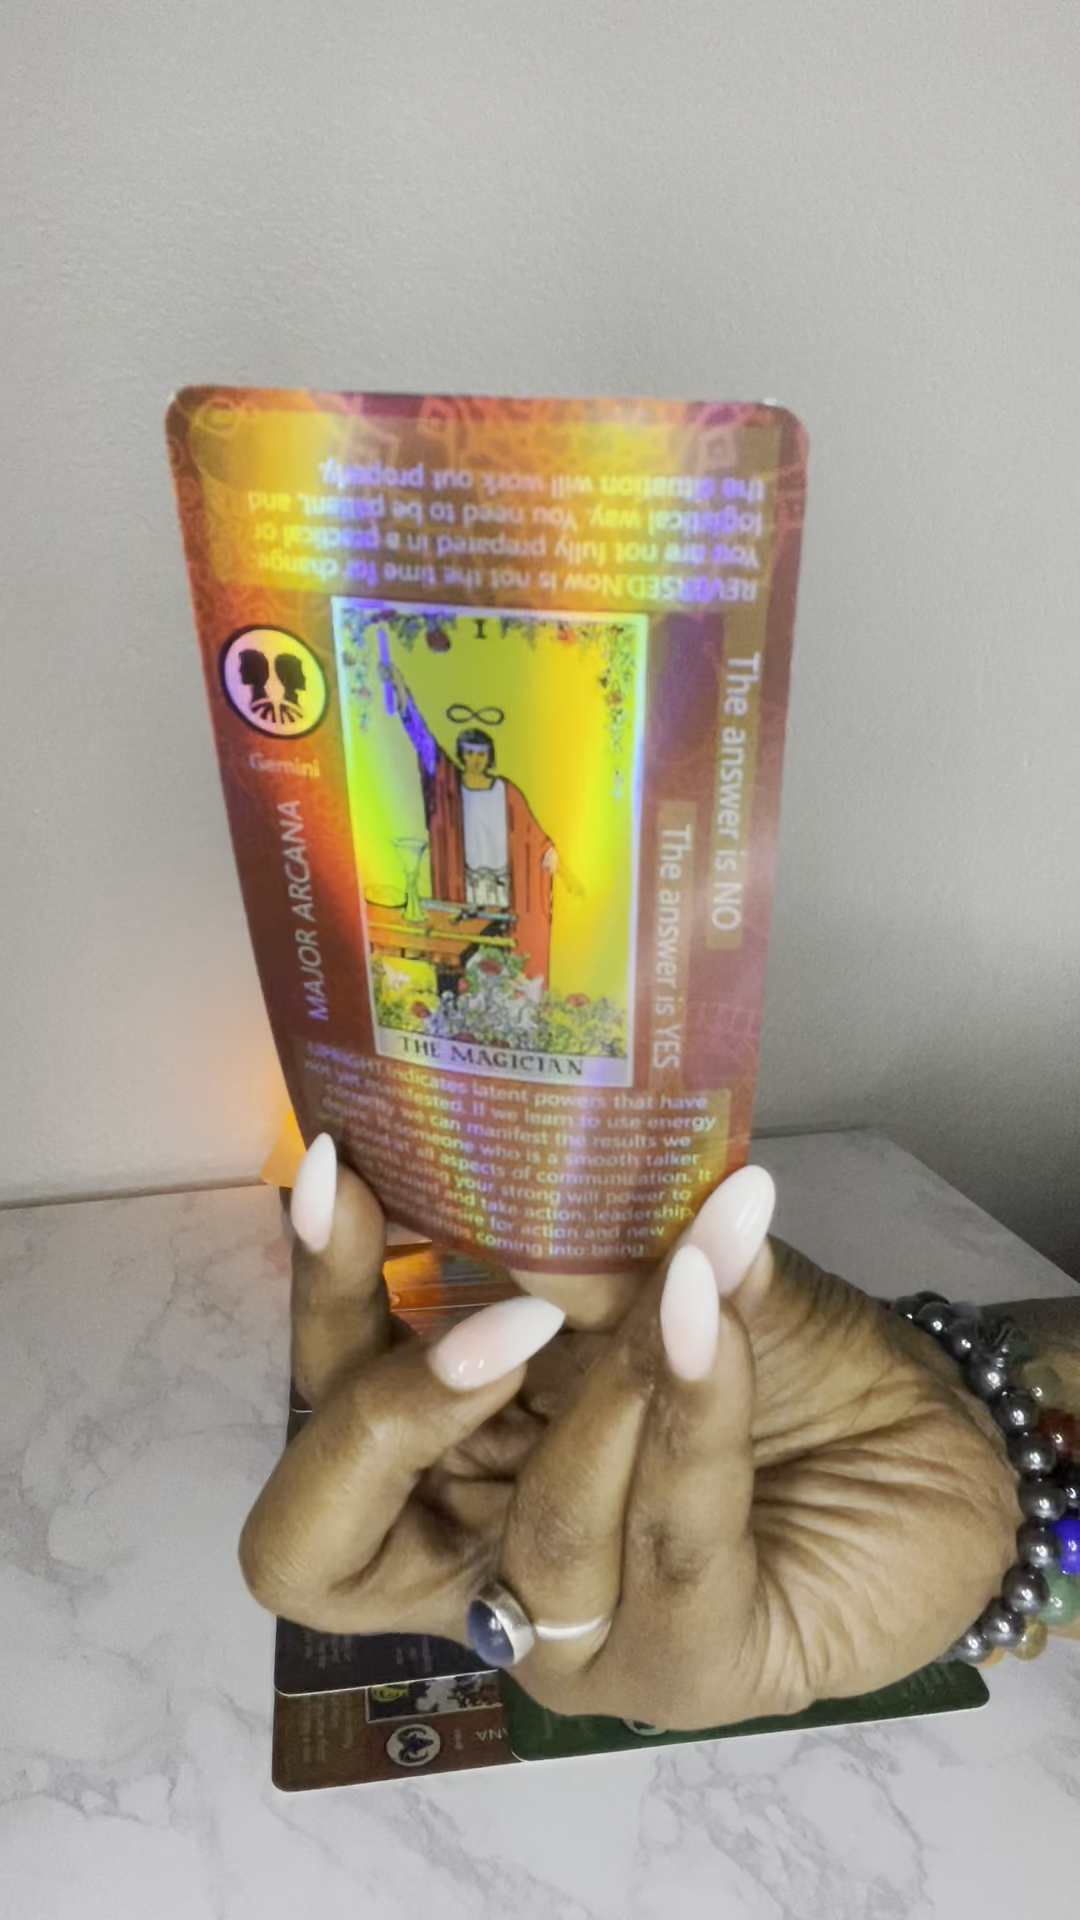 REVERSED.Now is not the time for change
You are not fully prepared in a practical or
logistical way. You need to be patient, and
the situation will work out properly.
I
Gemini
MAJOR ARCANA
The answer is NO
The answer is YES
THE MAGICIAN
UPRIGHT.Indicates latent powers that have
not yet manifested. If we learn to use energy
correctly we can manifest the results we
desire. Is someone who is a smooth talker
at all aspects of communication. It
using your strong will power to
and take action, leadership,
desire for action and new
coming into being